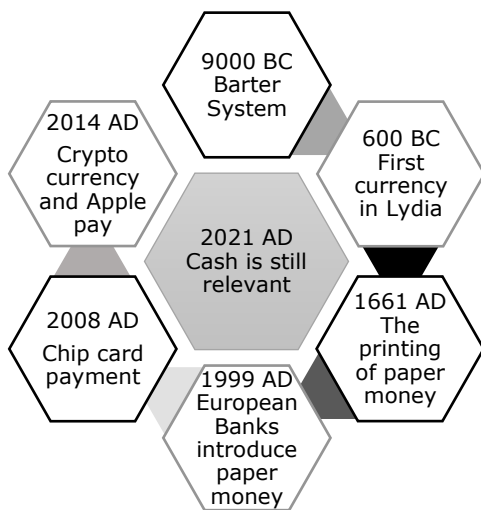 9000 BC
Barter
System
600 BC
First
currency
in Lydia
1661 AD
The
printing
of paper
money
1999 AD
European
Banks
introduce
paper
money
2008 AD
Chip card
payment
2014 AD
Crypto
currency
and Apple
pay
2021 AD
Cash is still
relevant